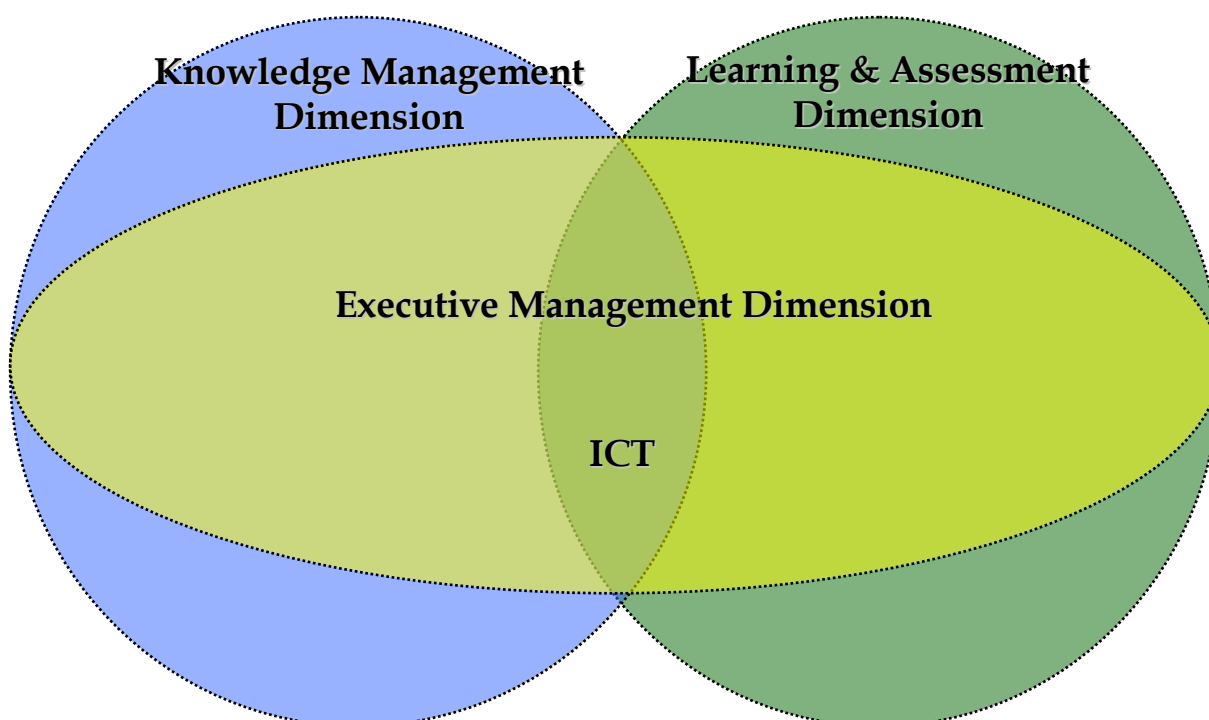 Knowledge Management
Dimension
Learning & Assessment
Dimension
Executive Management Dimension
ICT